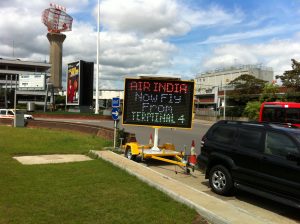 AIR INDIA
Now Fly
From
TERMINAL 4